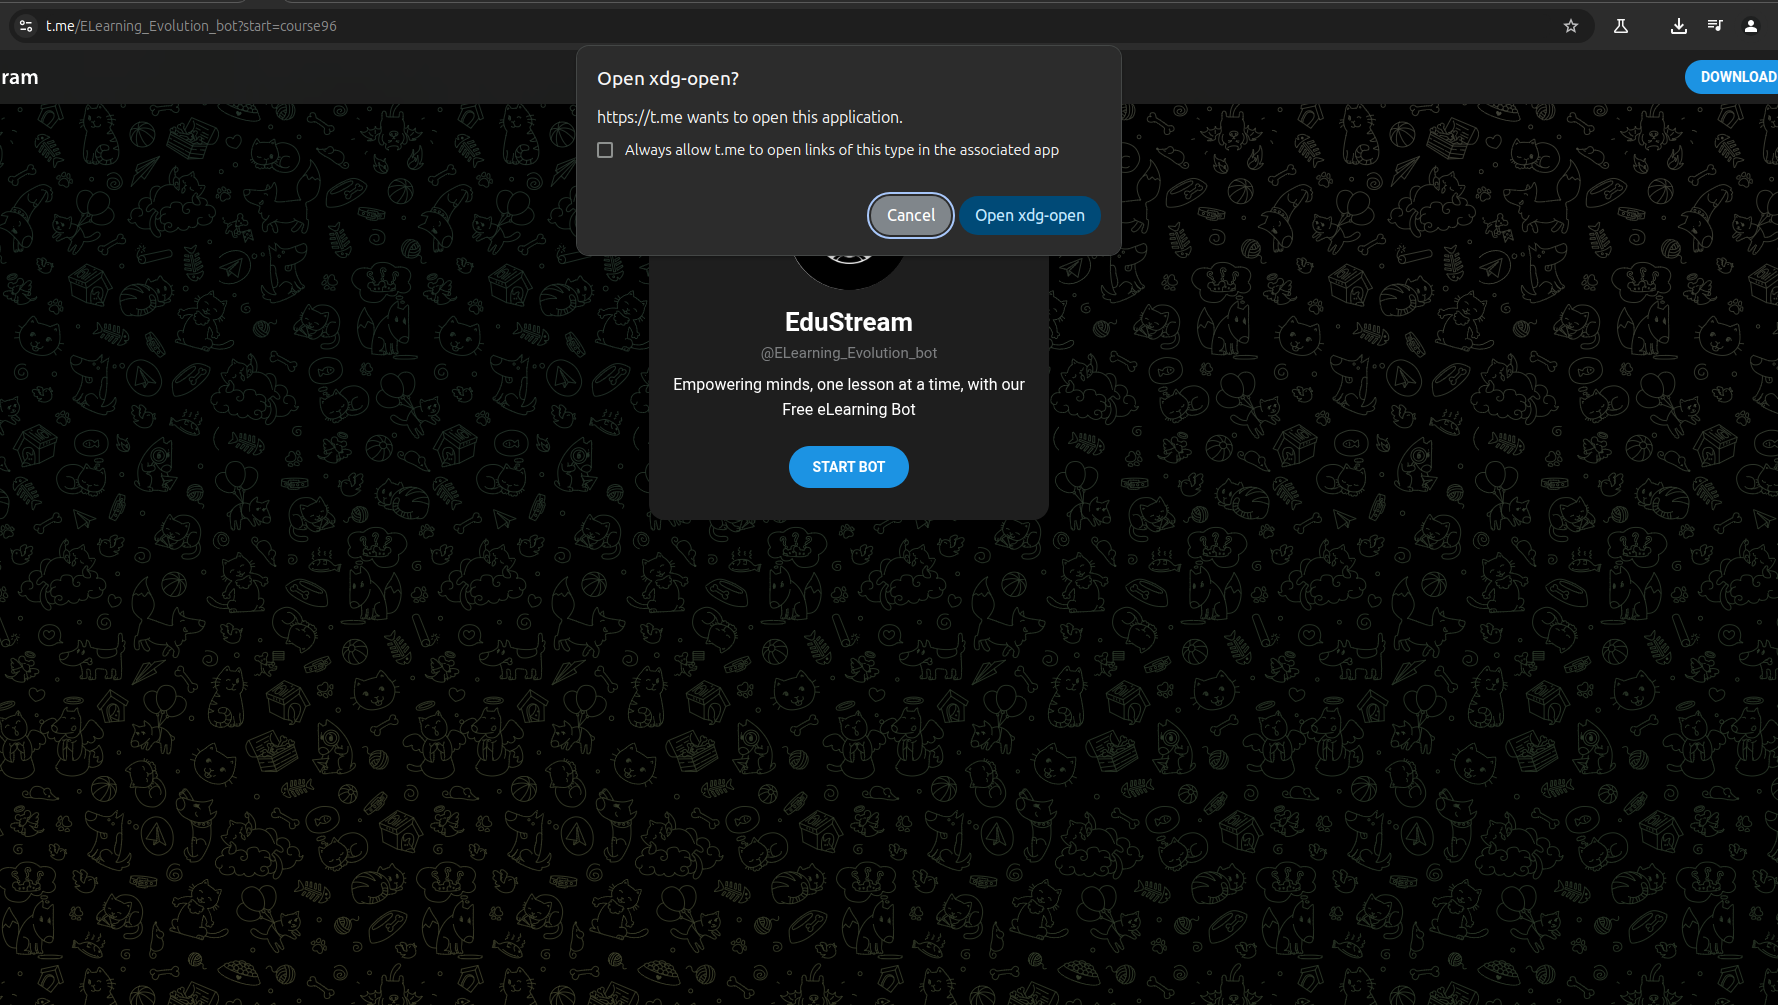 t.me/ELearning_Evolution_bot?start=course96
ram
DOWNLOAD
Open xdg-open?
https://t.me wants to open this application.
Always allow t.me to open links of this type in the associated app
Cancel
Open xdg-open
EduStream
@ELearning_Evolution_bot
Empowering minds, one lesson at a time, with our
Free eLearning Bot
START BOT